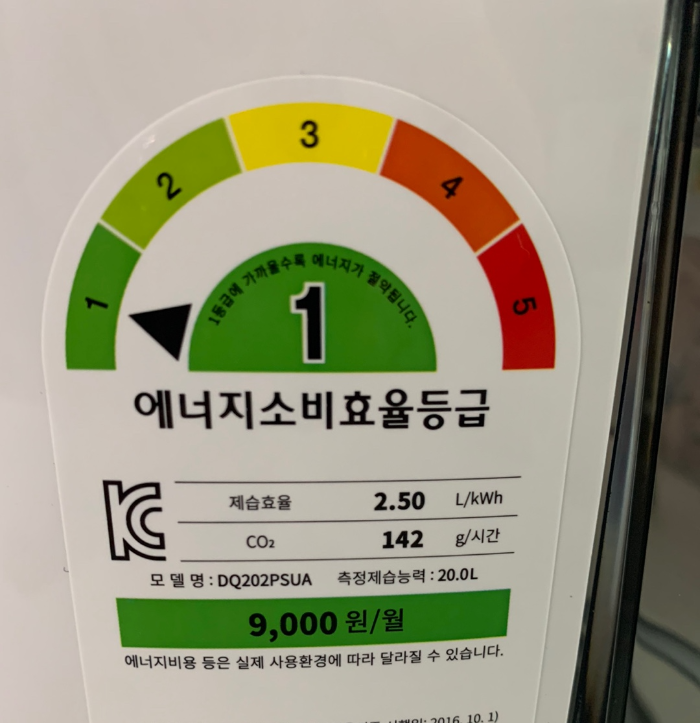 1
2
3
4
5
1등급에 가까울수록 에너지가 절약됩니다.
1
에너지소비효율등급
제습효율 2.50 L/kWh
CO₂ 142 g/시간
모 델 명 : DQ202PSUA 측정제습능력 : 20.0L
9,000 원/월
에너지비용 등은 실제 사용환경에 따라 달라질 수 있습니다.
2016. 10. 1)